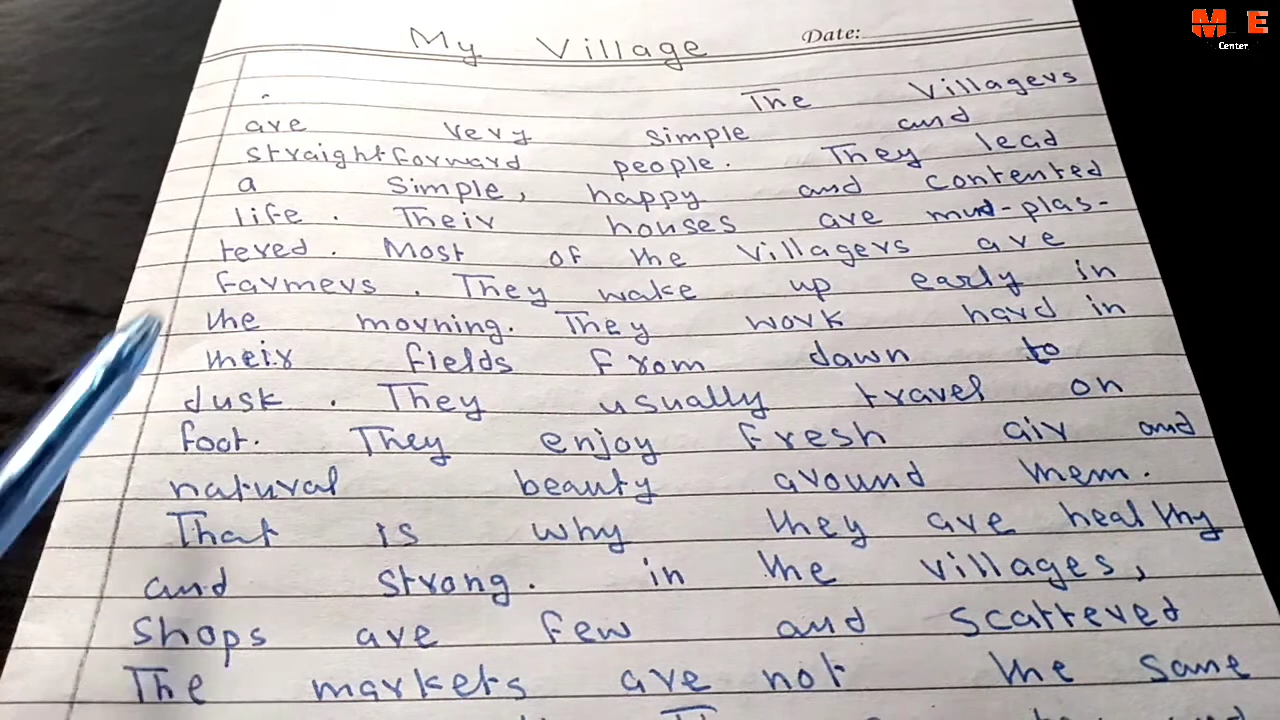 M E
Center
My Village
Date:
The Villagers
are very simple and
straightforward people. They lead
a simple, happy and contented
life. Their houses are mud-plas-
tered. Most of the villagers are
farmers. They wake up early in
the morning. They work hard in
their fields from dawn to
dusk. They usually travel on
foot. They enjoy fresh air and
natural beauty around them.
That is why they are healthy
and strong. in the villages,
shops are few and scattered
The markets are not the same